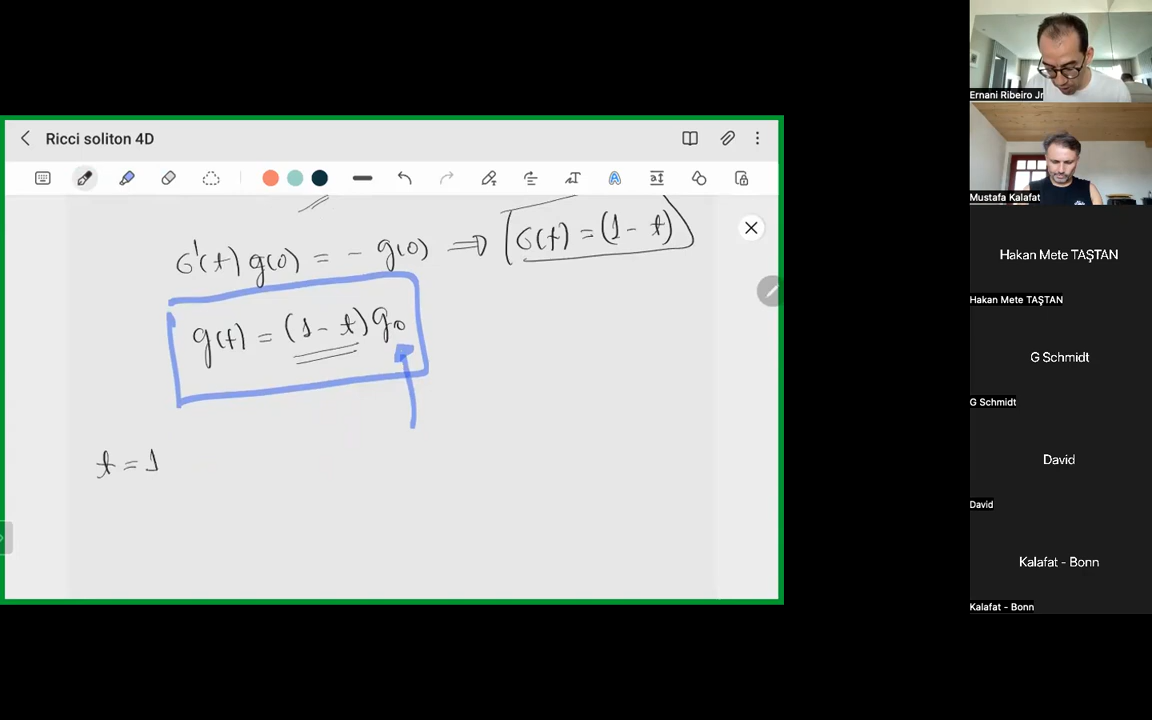 Ricci soliton 4D
σ'(t) g(0) = - g(0) ⇒ σ(t) = (1 - t)
g(t) = (1 - t) g₀
t = 1
Ernani Ribeiro Jr
Mustafa Kalafat
Hakan Mete TAŞTAN
Hakan Mete TAŞTAN
G Schmidt
G Schmidt
David
David
Kalafat - Bonn
Kalafat - Bonn